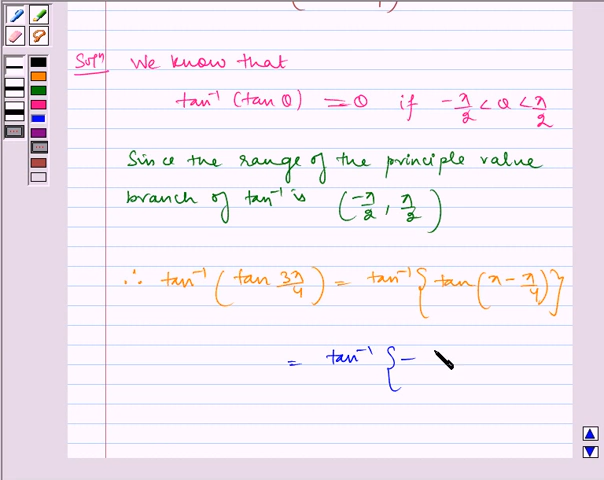 Solⁿ We know that
tan⁻¹ (tan θ) = θ if -π/2 < θ < π/2
Since the range of the principle value
branch of tan⁻¹ is (-π/2, π/2)
∴ tan⁻¹ (tan 3π/4) = tan⁻¹ {tan (π - π/4)}
= tan⁻¹ { -